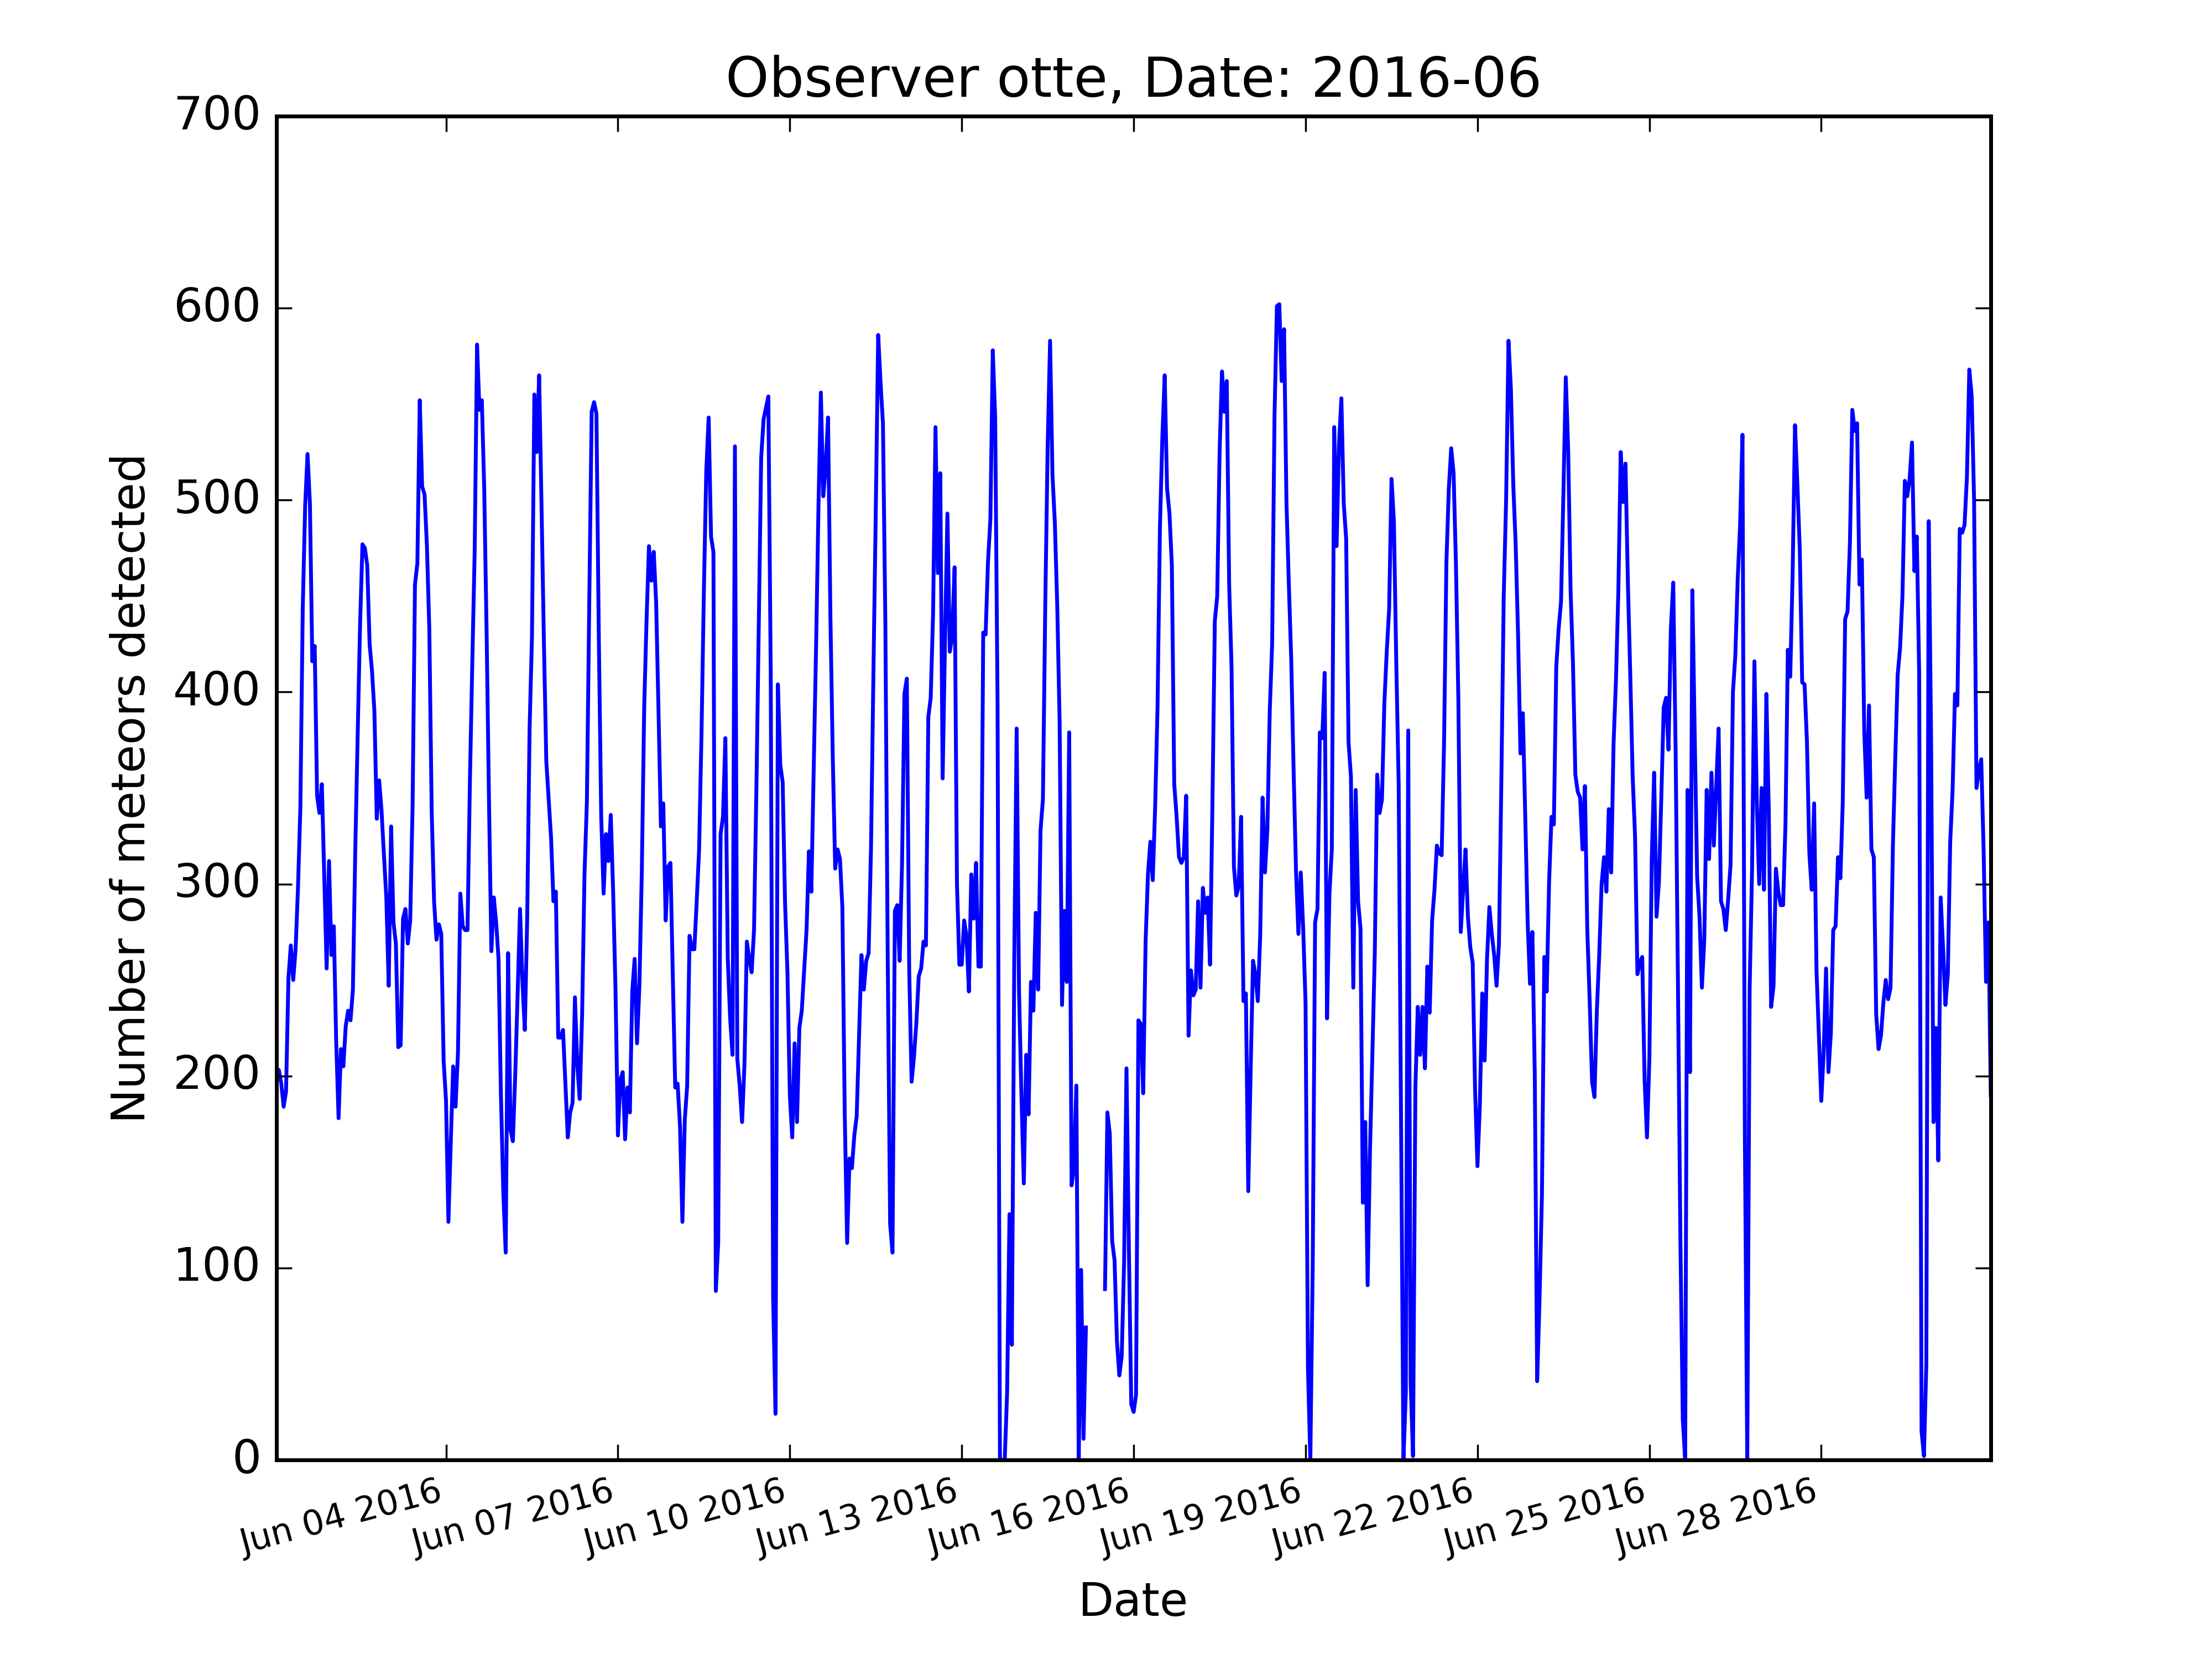 Observer otte, Date: 2016-06
Number of meteors detected
700
600
500
400
300
200
100
0
Jun 04 2016
Jun 07 2016
Jun 10 2016
Jun 13 2016
Jun 16 2016
Jun 19 2016
Jun 22 2016
Jun 25 2016
Jun 28 2016
Date